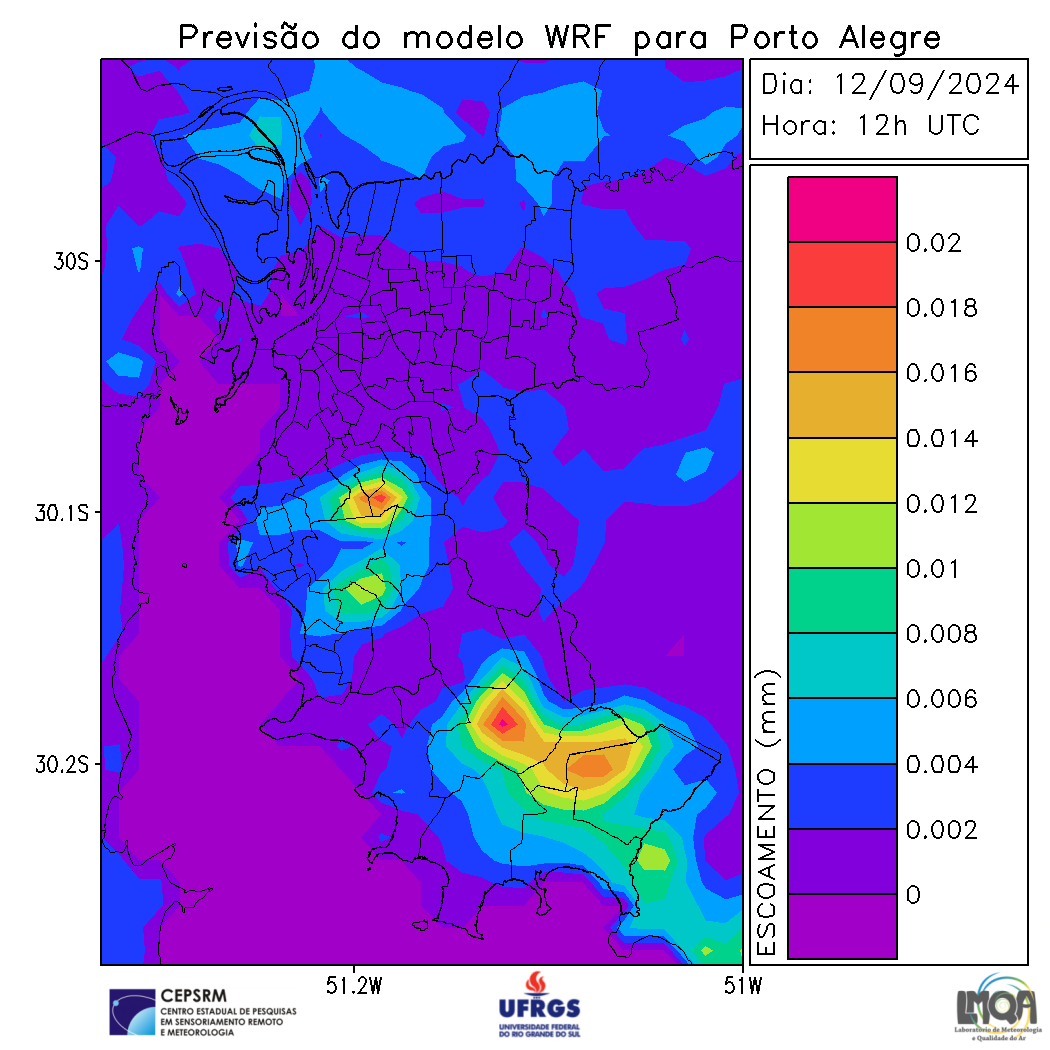 Previsão do modelo WRF para Porto Alegre
Dia: 12/09/2024
Hora: 12h UTC
30S
30.1S
30.2S
51.2W
51W
0.02
0.018
0.016
0.014
0.012
0.01
0.008
0.006
0.004
0.002
0
ESCOAMENTO (mm)
CEPSRM
CENTRO ESTADUAL DE PESQUISAS
EM SENSORIAMENTO REMOTO
E METEOROLOGIA
UFRGS
UNIVERSIDADE FEDERAL
DO RIO GRANDE DO SUL
LMQA
Laboratório de Meteorologia
e Qualidade do Ar